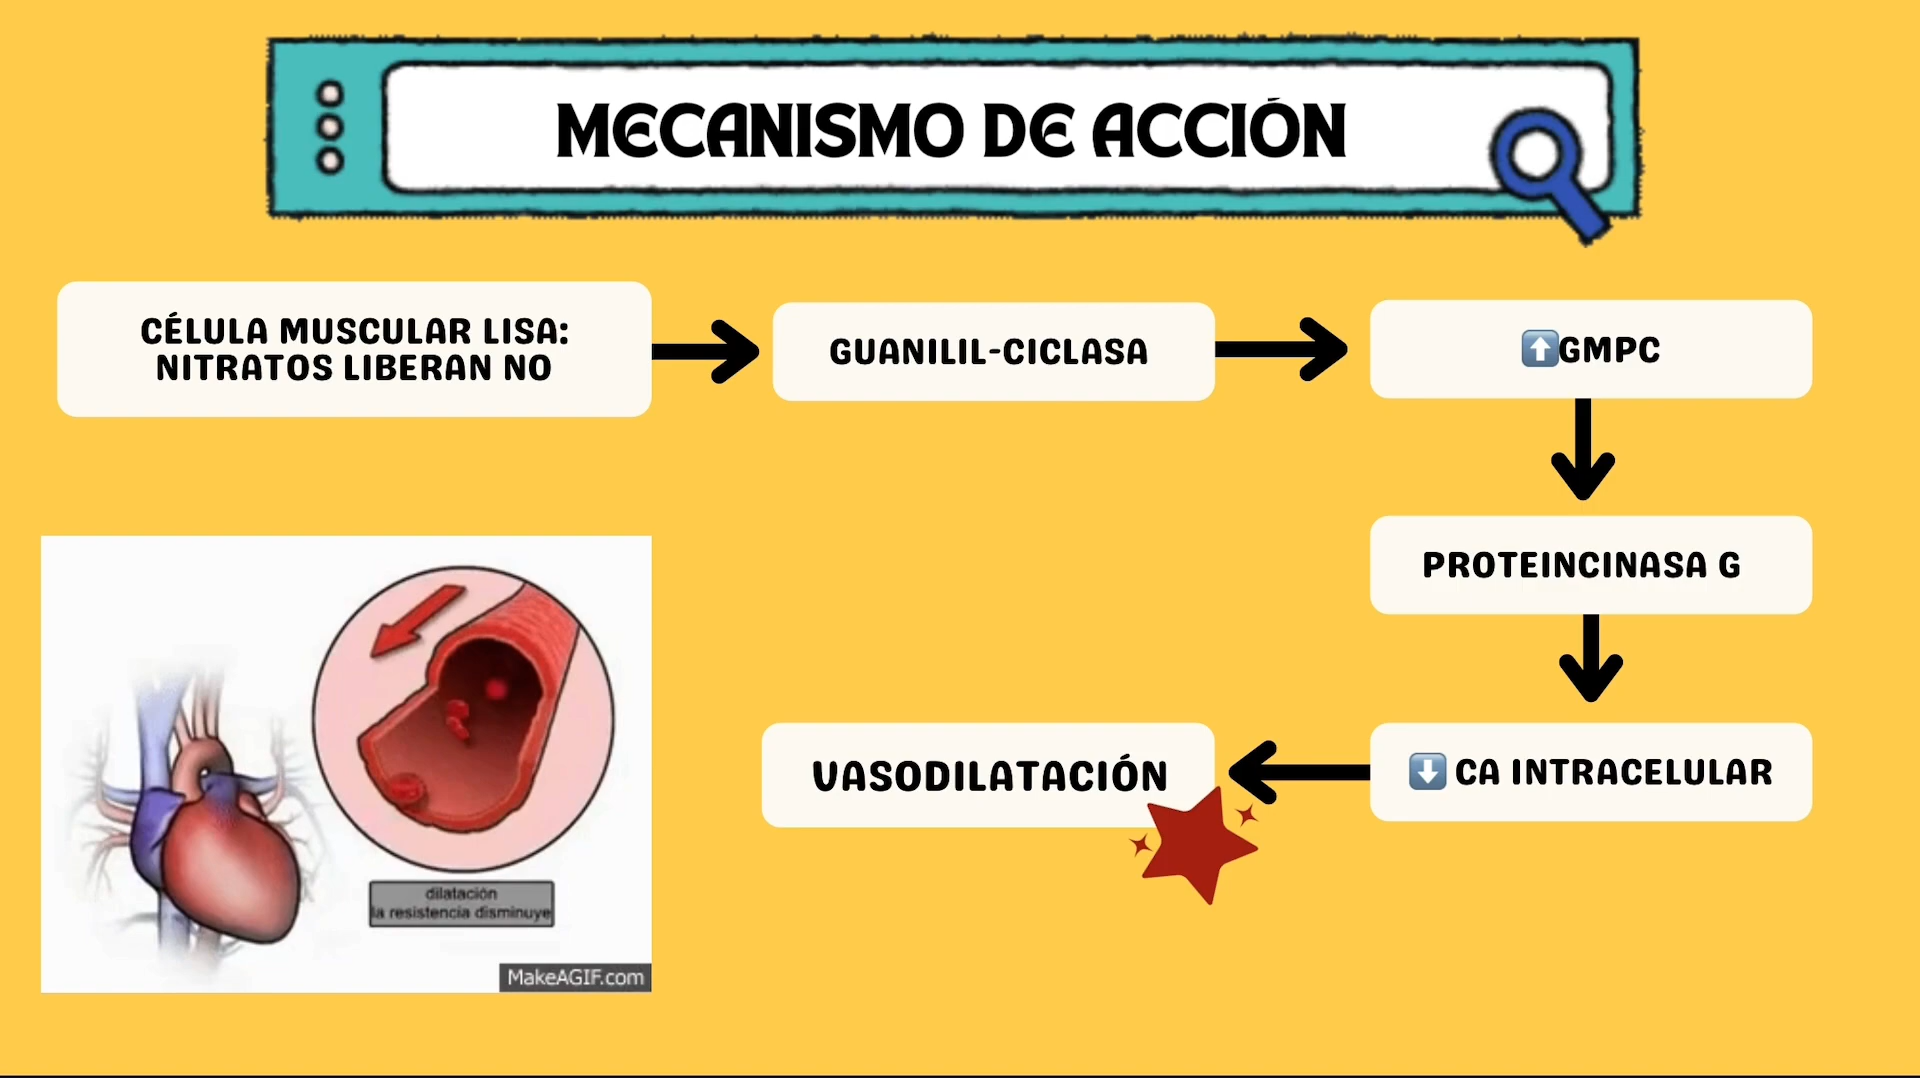 MECANISMO DE ACCIÓN
CÉLULA MUSCULAR LISA:
NITRATOS LIBERAN NO
GUANILIL-CICLASA
⬆️GMPC
PROTEINCINASA G
⬇️ CA INTRACELULAR
VASODILATACIÓN
dilatación
la resistencia disminuye
MakeAGIF.com